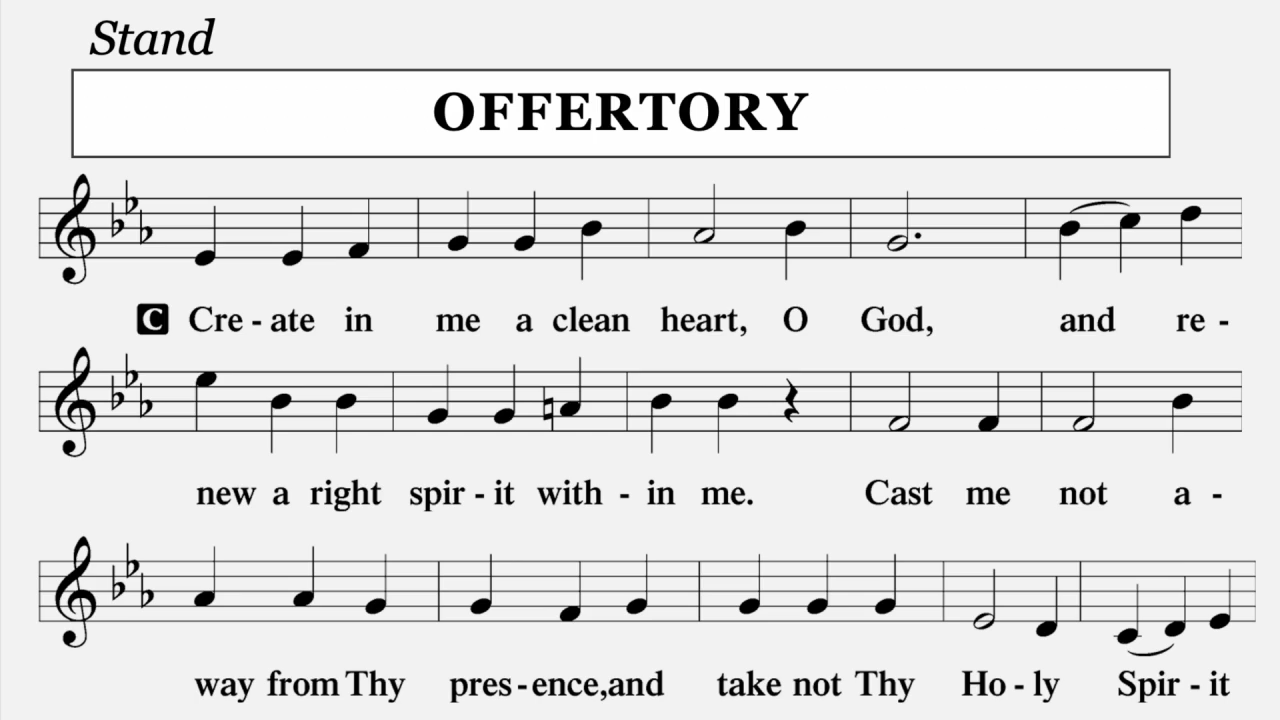 Stand
OFFERTORY
C Cre - ate in me a clean heart, O God, and re -
new a right spir - it with - in me. Cast me not a -
way from Thy pres - ence, and take not Thy Ho - ly Spir - it